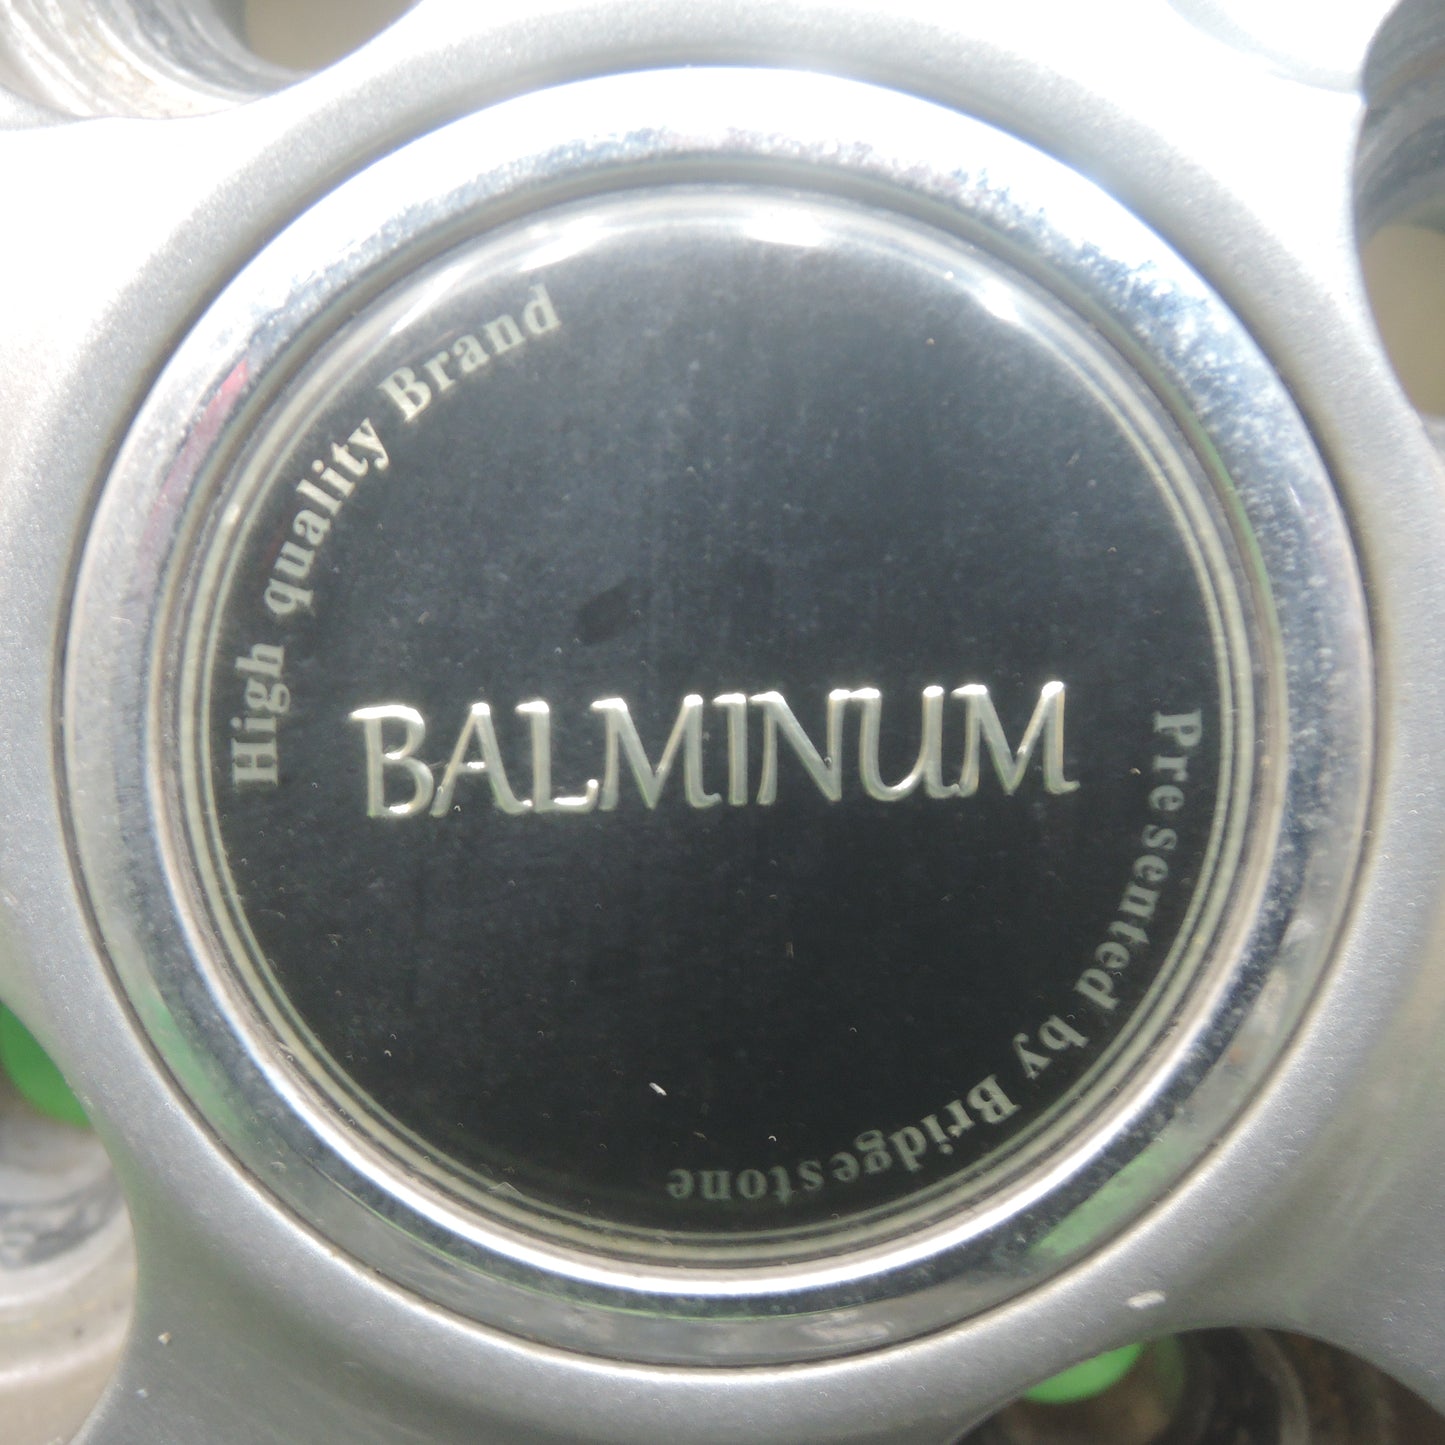 High quality Brand
BALMINUM
Presented by Bridgestone